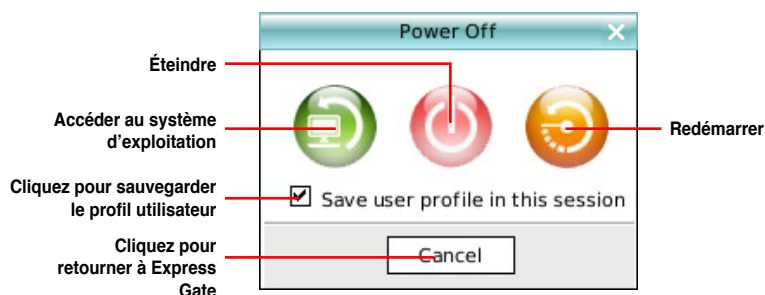 Power Off
Éteindre
Accéder au système
d'exploitation
Redémarrer
Cliquez pour sauvegarder
le profil utilisateur
Save user profile in this session
Cliquez pour
retourner à Express
Gate
Cancel